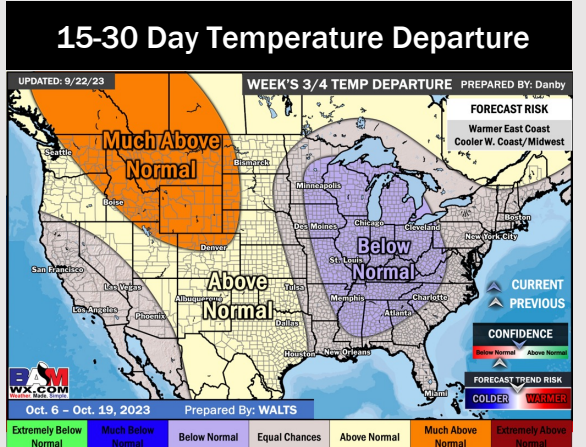 15-30 Day Temperature Departure
UPDATED: 9/22/23
WEEK'S 3/4 TEMP DEPARTURE PREPARED BY: Danby
FORECAST RISK
Warmer East Coast
Cooler W. Coast/Midwest
Much Above
Normal
Seattle
Bismarck
Minneapolis
Boise
Boston
Des Moines
Chicago
Cleveland
New York City
Denver
Below
Normal
St. Louis
San Francisco
Las Vegas
Above
Normal
Tulsa
Albuquerque
Memphis
Charlotte
Los Angeles
Phoenix
Atlanta
Dallas
CURRENT
PREVIOUS
Houston
New Orleans
CONFIDENCE
Below Normal Above Normal
Miami
FORECAST TREND RISK
COLDER WARMER
BAM
WX.COM
Weather. Made. Simple.
Oct. 6 – Oct. 19, 2023 Prepared By: WALTS
Extremely Below
Normal
Much Below
Normal
Below Normal
Equal Chances
Above Normal
Much Above
Normal
Extremely Above
Normal